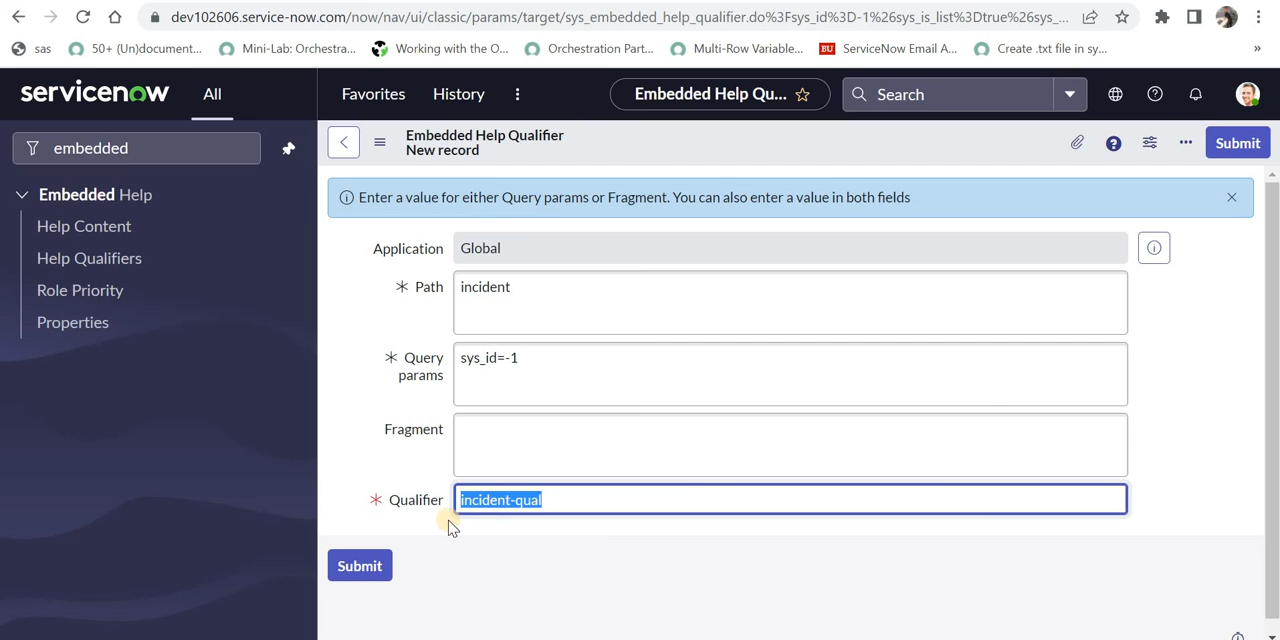 dev102606.service-now.com/now/nav/ui/classic/params/target/sys_embedded_help_qualifier.do%3Fsys_id%3D-1%26sys_is_list%3Dtrue%26sys_...
sas
50+ (Un)document...
Mini-Lab: Orchestra...
Working with the O...
Orchestration Part...
Multi-Row Variable...
BU
ServiceNow Email A...
Create .txt file in sy...
»
servicenow
All
Favorites
History
Embedded Help Qu...
Search
embedded
Embedded Help Qualifier
New record
Submit
Embedded Help
Help Content
Help Qualifiers
Role Priority
Properties
Enter a value for either Query params or Fragment. You can also enter a value in both fields
Application
Global
Path
incident
Query
params
sys_id=-1
Fragment
Qualifier
incident-qual
Submit